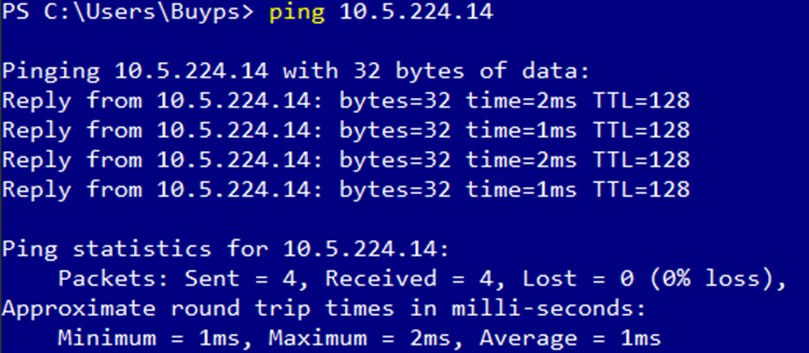 PS C:\Users\Buyps> ping 10.5.224.14
Pinging 10.5.224.14 with 32 bytes of data:
Reply from 10.5.224.14: bytes=32 time=2ms TTL=128
Reply from 10.5.224.14: bytes=32 time=1ms TTL=128
Reply from 10.5.224.14: bytes=32 time=2ms TTL=128
Reply from 10.5.224.14: bytes=32 time=1ms TTL=128
Ping statistics for 10.5.224.14:
    Packets: Sent = 4, Received = 4, Lost = 0 (0% loss),
Approximate round trip times in milli-seconds:
    Minimum = 1ms, Maximum = 2ms, Average = 1ms